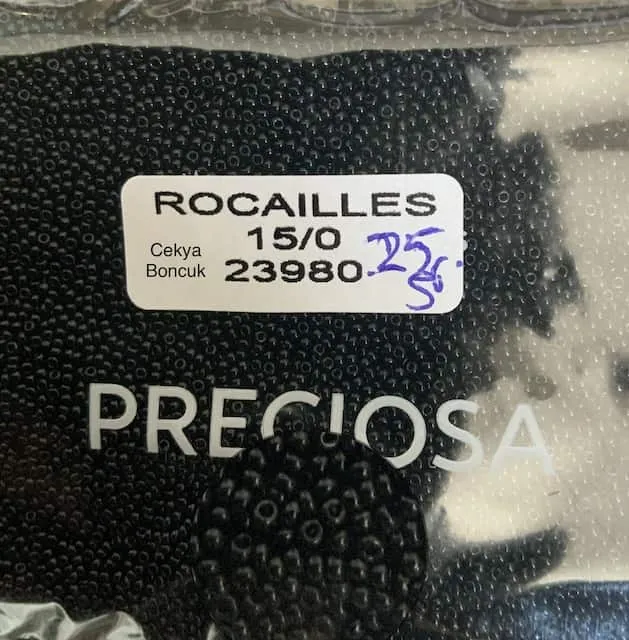 ROCAILLES
15/0
Cekya
Boncuk
23980
25
PRECIOSA